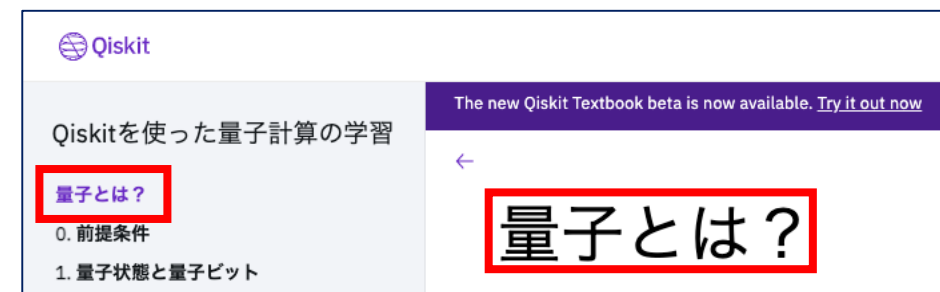 Qiskit
Qiskitを使った量子計算の学習
量子とは？
0. 前提条件
1. 量子状態と量子ビット
The new Qiskit Textbook beta is now available. Try it out now
←
量子とは？